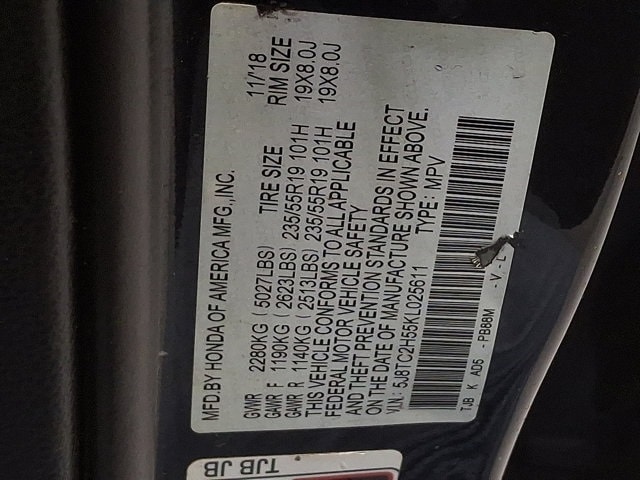 MFD.BY HONDA OF AMERICA MFG.,INC. 11/18
GVWR 2280KG (5027LBS) TIRE SIZE RIM SIZE
GAWR F 1190KG (2623LBS) 235/55R19 101H 19X8.0J
GAWR R 1140KG (2513LBS) 235/55R19 101H 19X8.0J
THIS VEHICLE CONFORMS TO ALL APPLICABLE
FEDERAL MOTOR VEHICLE SAFETY
AND THEFT PREVENTION STANDARDS IN EFFECT
ON THE DATE OF MANUFACTURE SHOWN ABOVE.
V.I.N.: 5J8TC2H55KL025611 TYPE: MPV
TJB K AD5 -PB88M -V-L
TJB JB